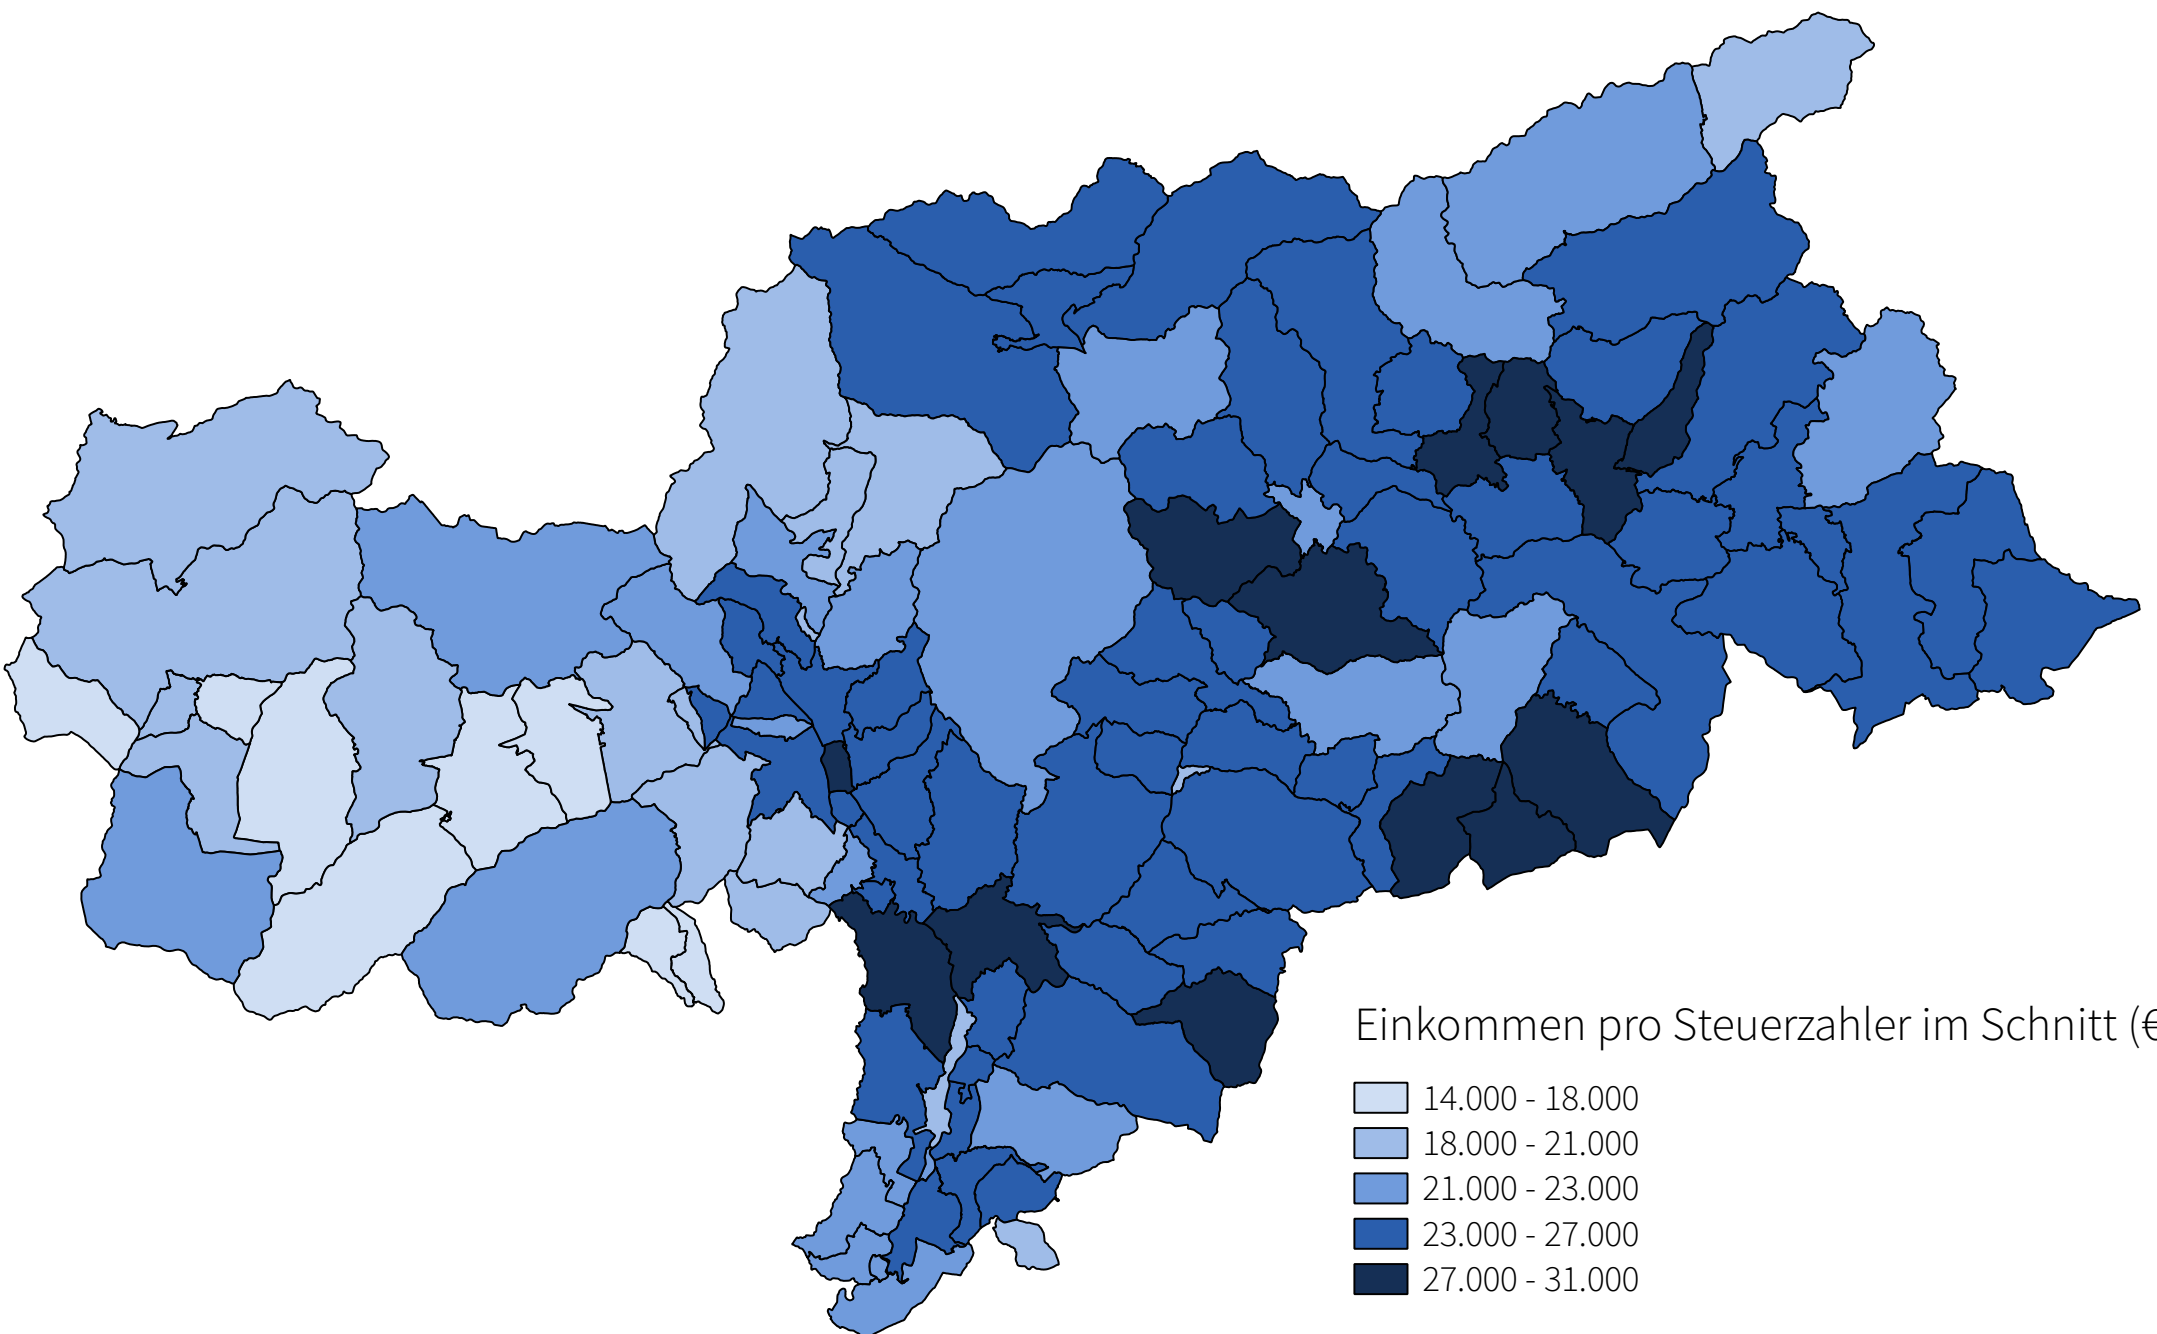 Einkommen pro Steuerzahler im Schnitt (€
14.000 - 18.000
18.000 - 21.000
21.000 - 23.000
23.000 - 27.000
27.000 - 31.000